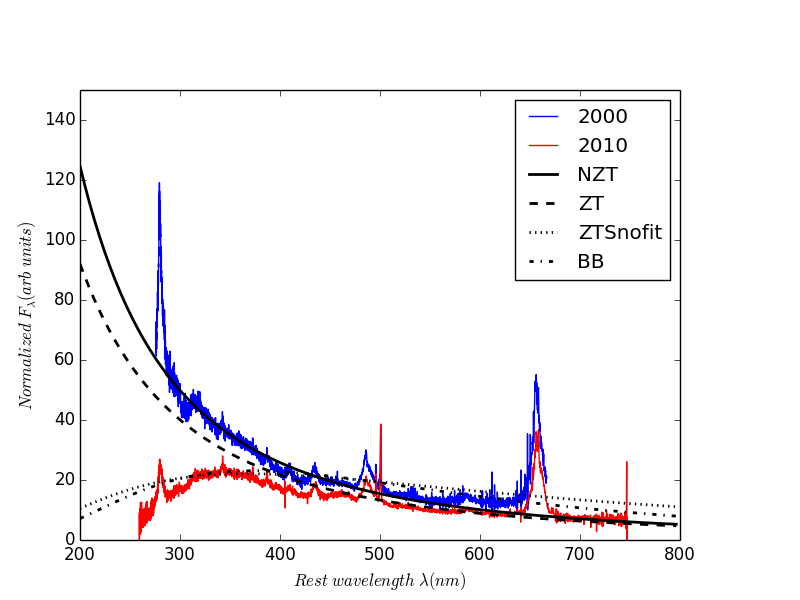 140
120
100
80
60
40
20
0
200
300
400
500
600
700
800
Normalized F_λ(arb units)
Rest wavelength λ(nm)
2000
2010
NZT
ZT
ZTSnofit
BB